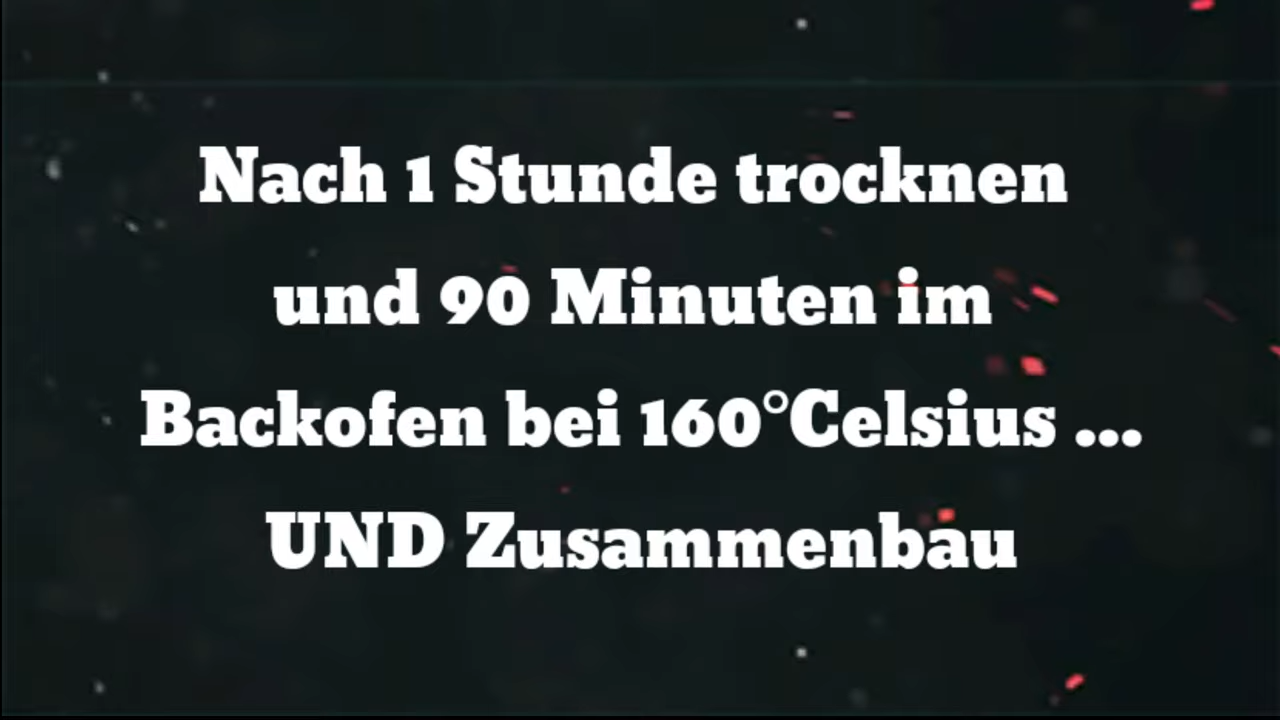 Nach 1 Stunde trocknen
und 90 Minuten im
Backofen bei 160°Celsius ...
UND Zusammenbau